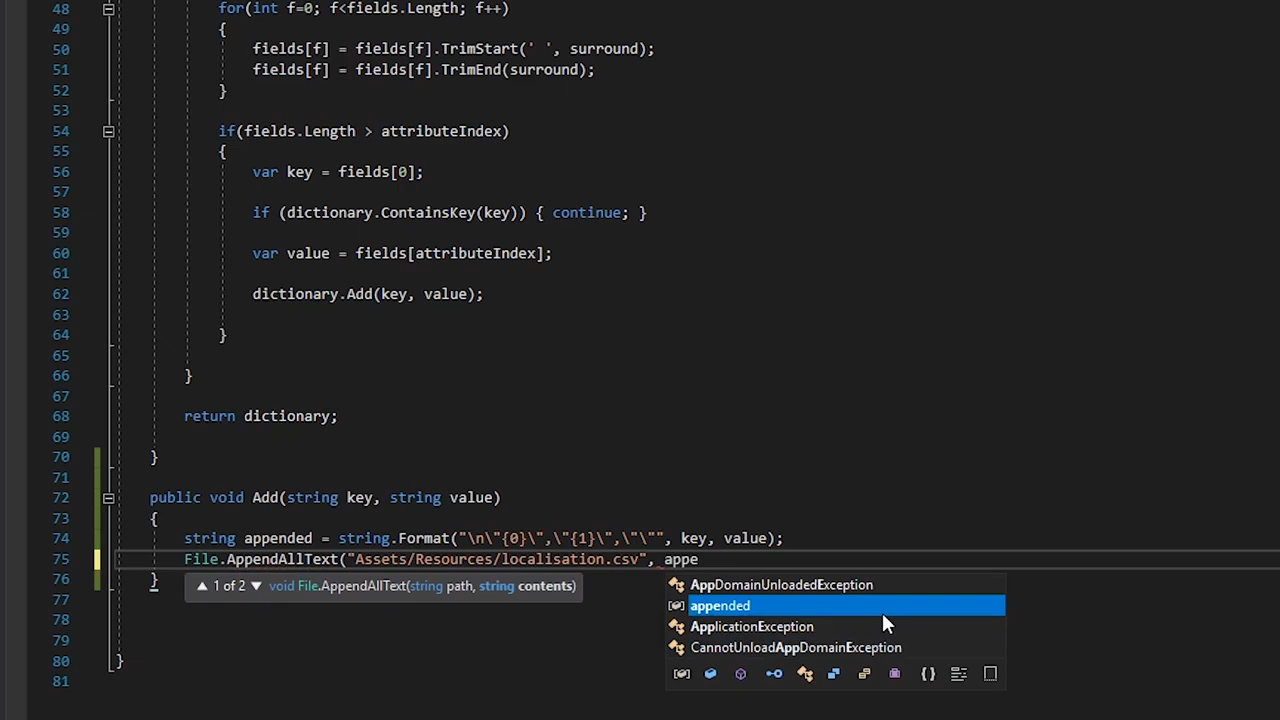 48 for(int f=0; f<fields.Length; f++)
49 {
50 fields[f] = fields[f].TrimStart(' ', surround);
51 fields[f] = fields[f].TrimEnd(surround);
52 }
53
54 if(fields.Length > attributeIndex)
55 {
56 var key = fields[0];
57
58 if (dictionary.ContainsKey(key)) { continue; }
59
60 var value = fields[attributeIndex];
61
62 dictionary.Add(key, value);
63
64 }
65
66 }
67
68 return dictionary;
69
70 }
71
72 public void Add(string key, string value)
73 {
74 string appended = string.Format("\n\"{0}\",\"{1}\",\"\"", key, value);
75 File.AppendAllText("Assets/Resources/localisation.csv", appe
76 }
1 of 2 void File.AppendAllText(string path, string contents)
AppDomainUnloadedException
appended
ApplicationException
CannotUnloadAppDomainException
77
78
79
80 }
81